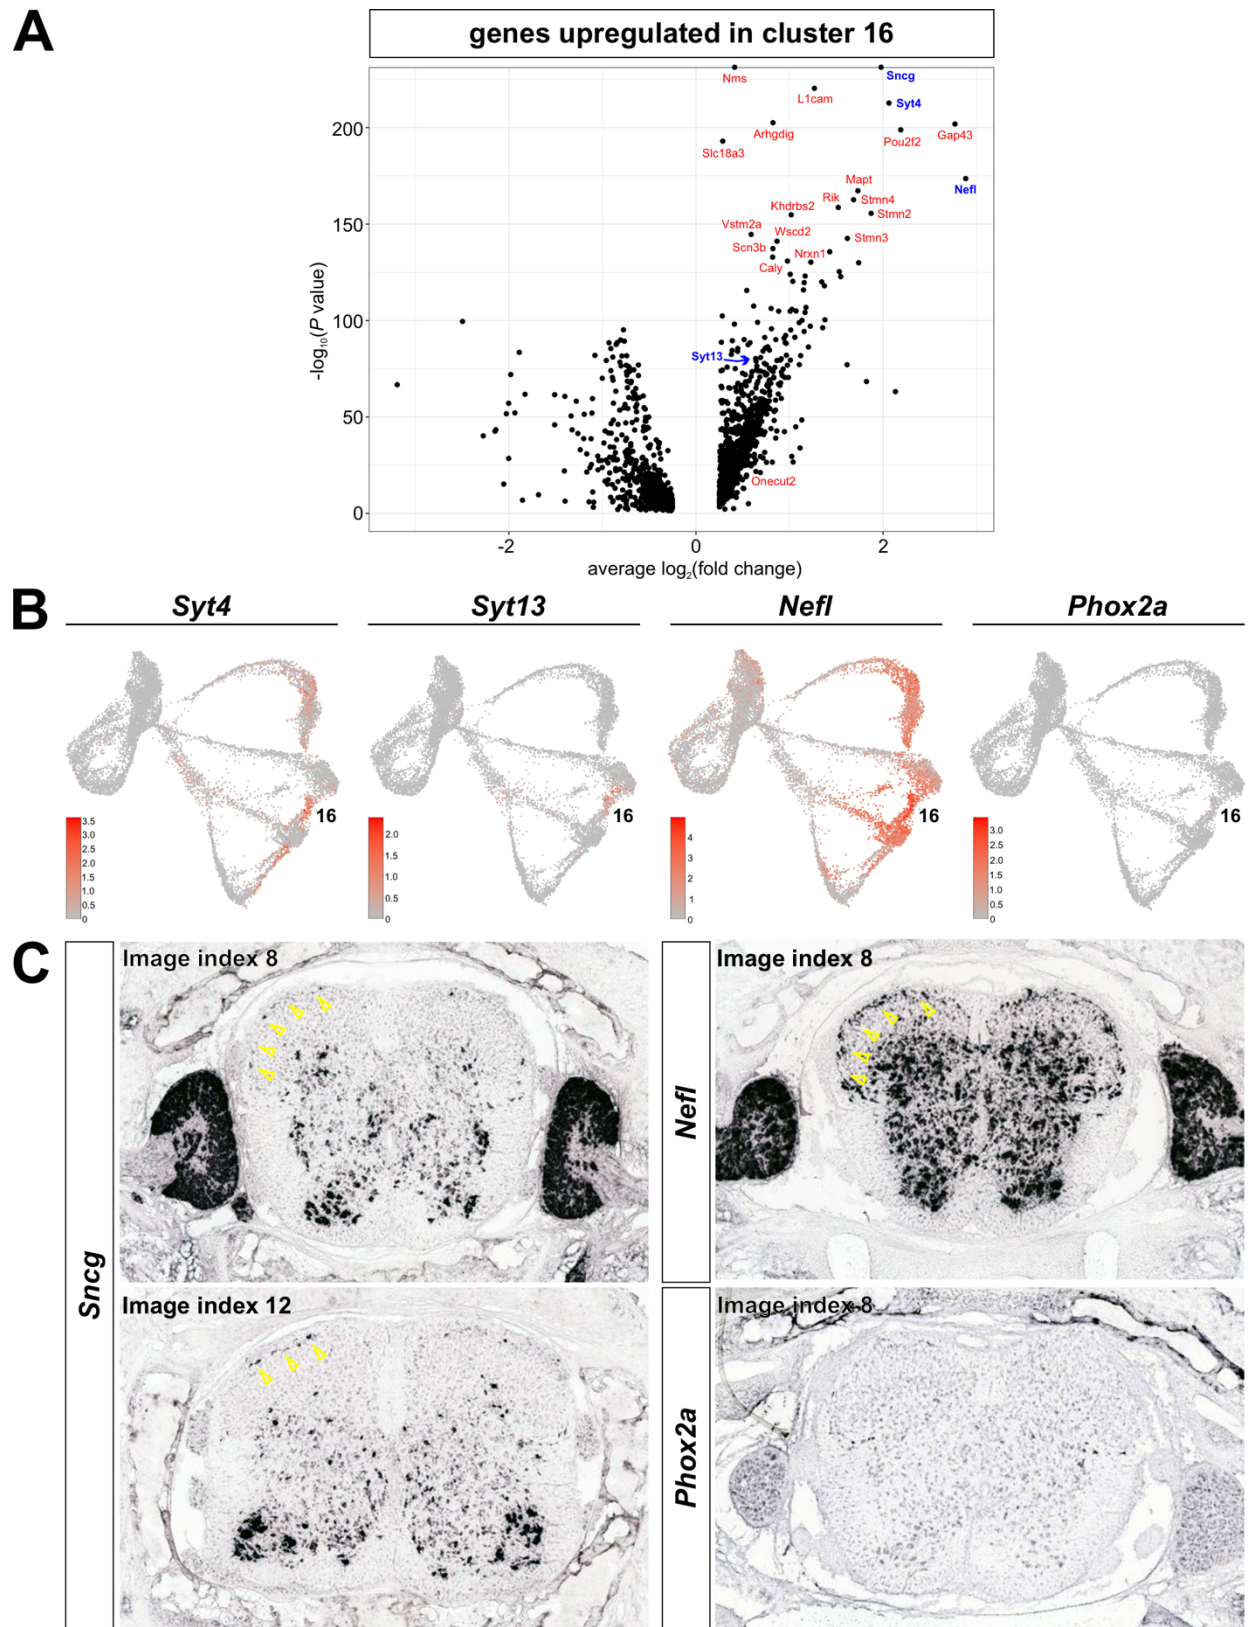 A
genes upregulated in cluster 16
Nms
Sncg
L1cam
Syt4
Arhgdig
Gap43
Pou2f2
Slc18a3
Mapt
Nefl
Rik
Stmn4
Khdrbs2
Stmn2
Vstm2a
Wscd2
Stmn3
Scn3b
Nrxn1
Caly
Syt13
Onecut2
200
150
100
50
0
-log10(P value)
-2
0
2
average log2(fold change)
B
Syt4
Syt13
Nefl
Phox2a
16
3.5
3.0
2.5
2.0
1.5
1.0
0.5
0
16
2.0
1.5
1.0
0.5
0
16
4
3
2
1
0
16
3.0
2.5
2.0
1.5
1.0
0.5
0
C
Sncg
Image index 8
Image index 12
Nefl
Image index 8
Phox2a
Image index 8